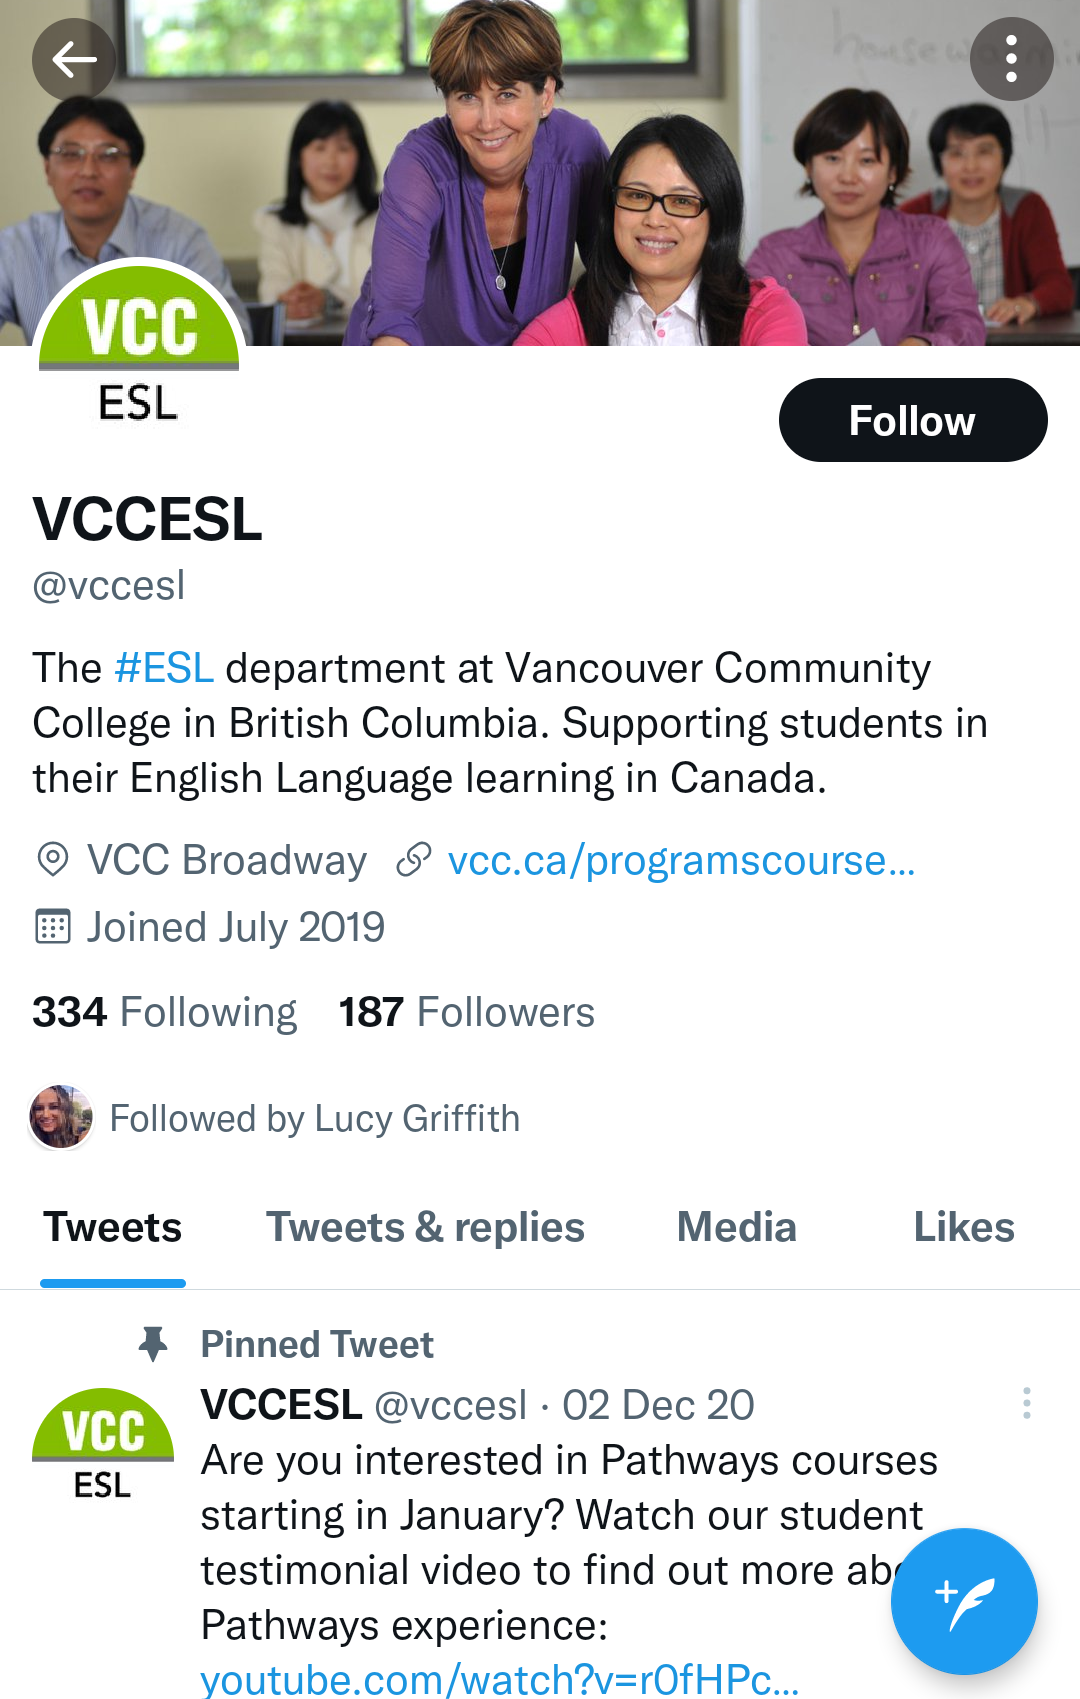 VCC
ESL
Follow
VCCESL
@vccesl
The #ESL department at Vancouver Community
College in British Columbia. Supporting students in
their English Language learning in Canada.
VCC Broadway vcc.ca/programscourse...
Joined July 2019
334 Following 187 Followers
Followed by Lucy Griffith
Tweets Tweets & replies Media Likes
Pinned Tweet
VCCESL @vccesl · 02 Dec 20
VCC
ESL
Are you interested in Pathways courses
starting in January? Watch our student
testimonial video to find out more
Pathways experience:
youtube.com/watch?v=r0fHPc...